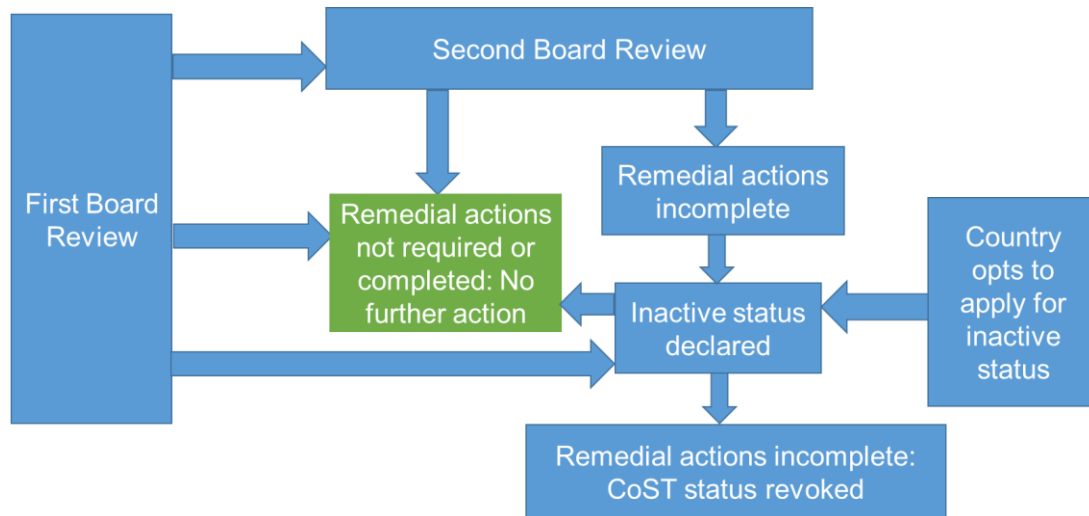 Second Board Review
First Board
Review
Remedial actions
incomplete
Remedial actions
not required or
completed: No
further action
Country
opts to
apply for
inactive
status
Inactive status
declared
Remedial actions incomplete:
CoST status revoked